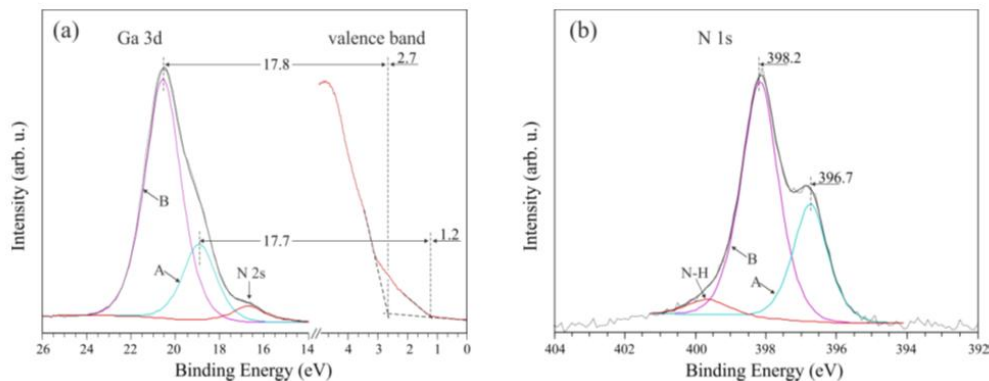 (a)
Ga 3d
valence band
17.8
2.7
B
17.7
1.2
A
N 2s
Intensity (arb. u.)
26 24 22 20 18 16 14 4 3 2 1 0
Binding Energy (eV)
(b)
N 1s
398.2
396.7
B
N-H
A
Intensity (arb. u.)
404 402 400 398 396 394 392
Binding Energy (eV)